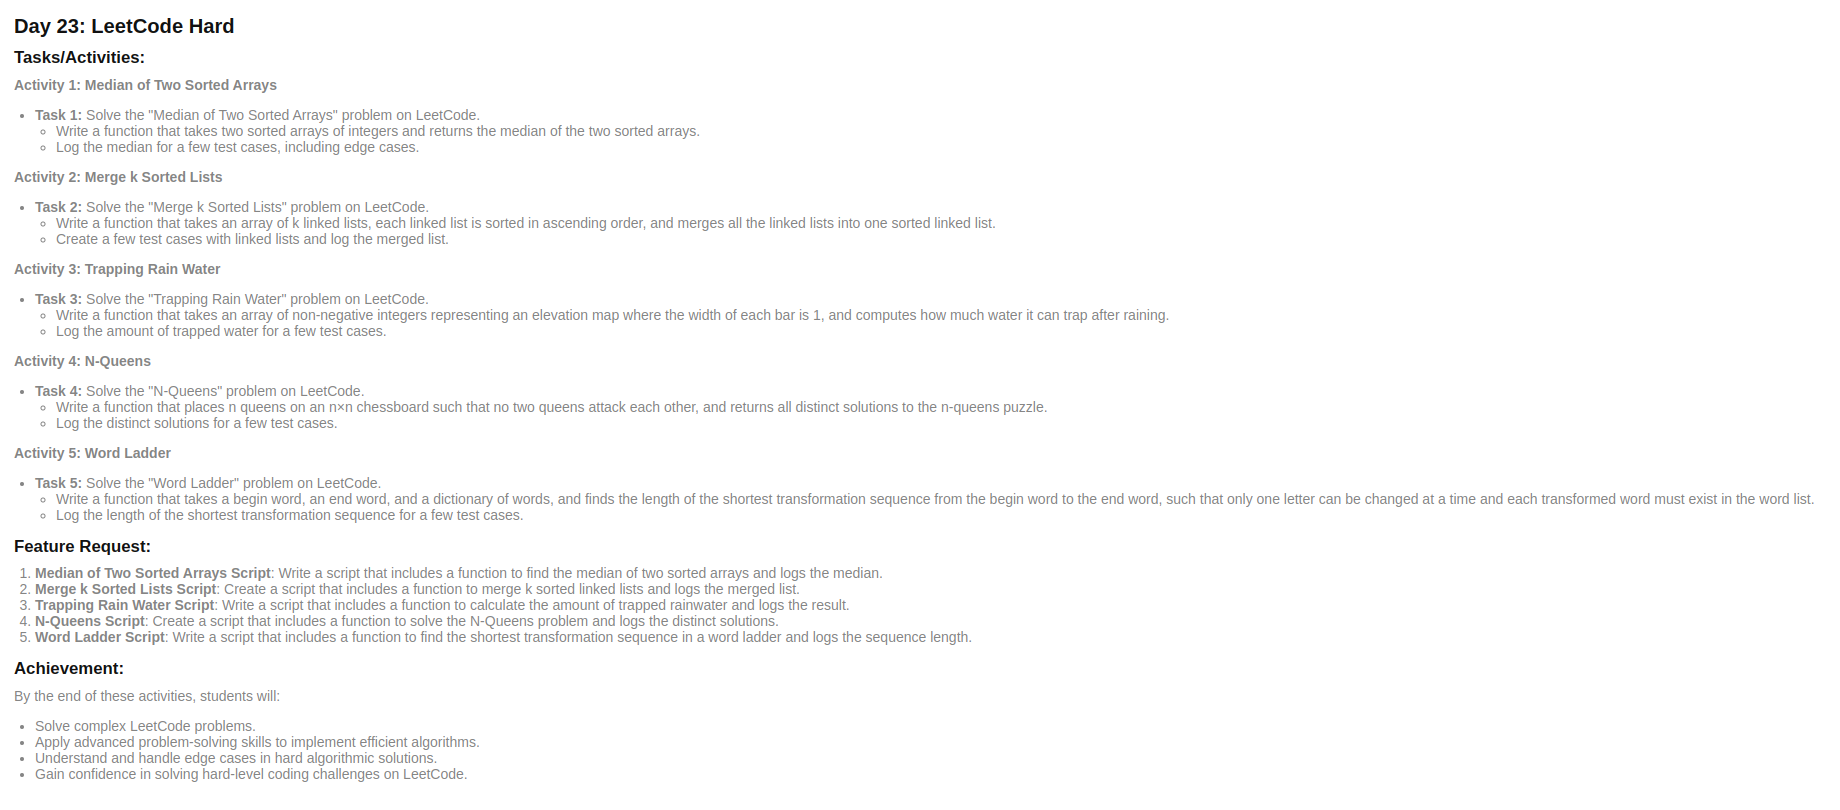 Day 23: LeetCode Hard
Tasks/Activities:
Activity 1: Median of Two Sorted Arrays
• Task 1: Solve the "Median of Two Sorted Arrays" problem on LeetCode.
◦ Write a function that takes two sorted arrays of integers and returns the median of the two sorted arrays.
◦ Log the median for a few test cases, including edge cases.
Activity 2: Merge k Sorted Lists
• Task 2: Solve the "Merge k Sorted Lists" problem on LeetCode.
◦ Write a function that takes an array of k linked lists, each linked list is sorted in ascending order, and merges all the linked lists into one sorted linked list.
◦ Create a few test cases with linked lists and log the merged list.
Activity 3: Trapping Rain Water
• Task 3: Solve the "Trapping Rain Water" problem on LeetCode.
◦ Write a function that takes an array of non-negative integers representing an elevation map where the width of each bar is 1, and computes how much water it can trap after raining.
◦ Log the amount of trapped water for a few test cases.
Activity 4: N-Queens
• Task 4: Solve the "N-Queens" problem on LeetCode.
◦ Write a function that places n queens on an n×n chessboard such that no two queens attack each other, and returns all distinct solutions to the n-queens puzzle.
◦ Log the distinct solutions for a few test cases.
Activity 5: Word Ladder
• Task 5: Solve the "Word Ladder" problem on LeetCode.
◦ Write a function that takes a begin word, an end word, and a dictionary of words, and finds the length of the shortest transformation sequence from the begin word to the end word, such that only one letter can be changed at a time and each transformed word must exist in the word list.
◦ Log the length of the shortest transformation sequence for a few test cases.
Feature Request:
1. Median of Two Sorted Arrays Script: Write a script that includes a function to find the median of two sorted arrays and logs the median.
2. Merge k Sorted Lists Script: Create a script that includes a function to merge k sorted linked lists and logs the merged list.
3. Trapping Rain Water Script: Write a script that includes a function to calculate the amount of trapped rainwater and logs the result.
4. N-Queens Script: Create a script that includes a function to solve the N-Queens problem and logs the distinct solutions.
5. Word Ladder Script: Write a script that includes a function to find the shortest transformation sequence in a word ladder and logs the sequence length.
Achievement:
By the end of these activities, students will:
• Solve complex LeetCode problems.
• Apply advanced problem-solving skills to implement efficient algorithms.
• Understand and handle edge cases in hard algorithmic solutions.
• Gain confidence in solving hard-level coding challenges on LeetCode.